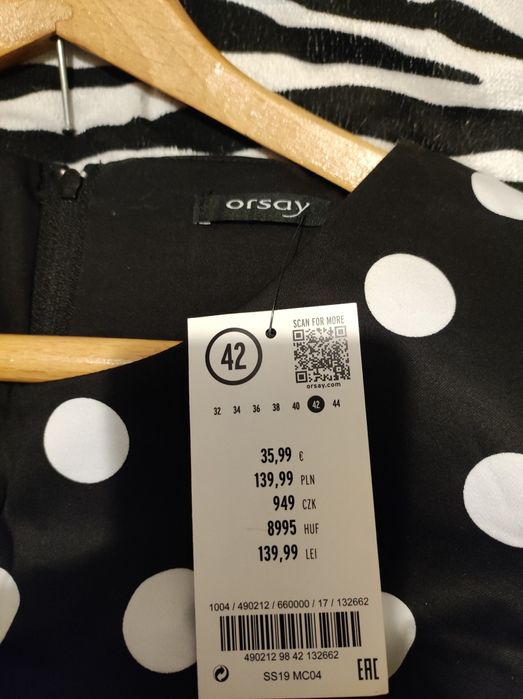 orsay
SCAN FOR MORE
42
orsay.com
32 34 36 38 40 42 44
35,99 €
139,99 PLN
949 CZK
8995 HUF
139,99 LEI
1004 / 490212 / 660000 / 17 / 132662
490212 98 42 132662
SS19 MC04
EAC